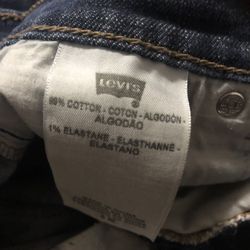 LEVI'S
99% COTTON - COTON - ALGODÓN -
ALGODÃO
1% ELASTANE - ELASTHANNE -
ELASTANO